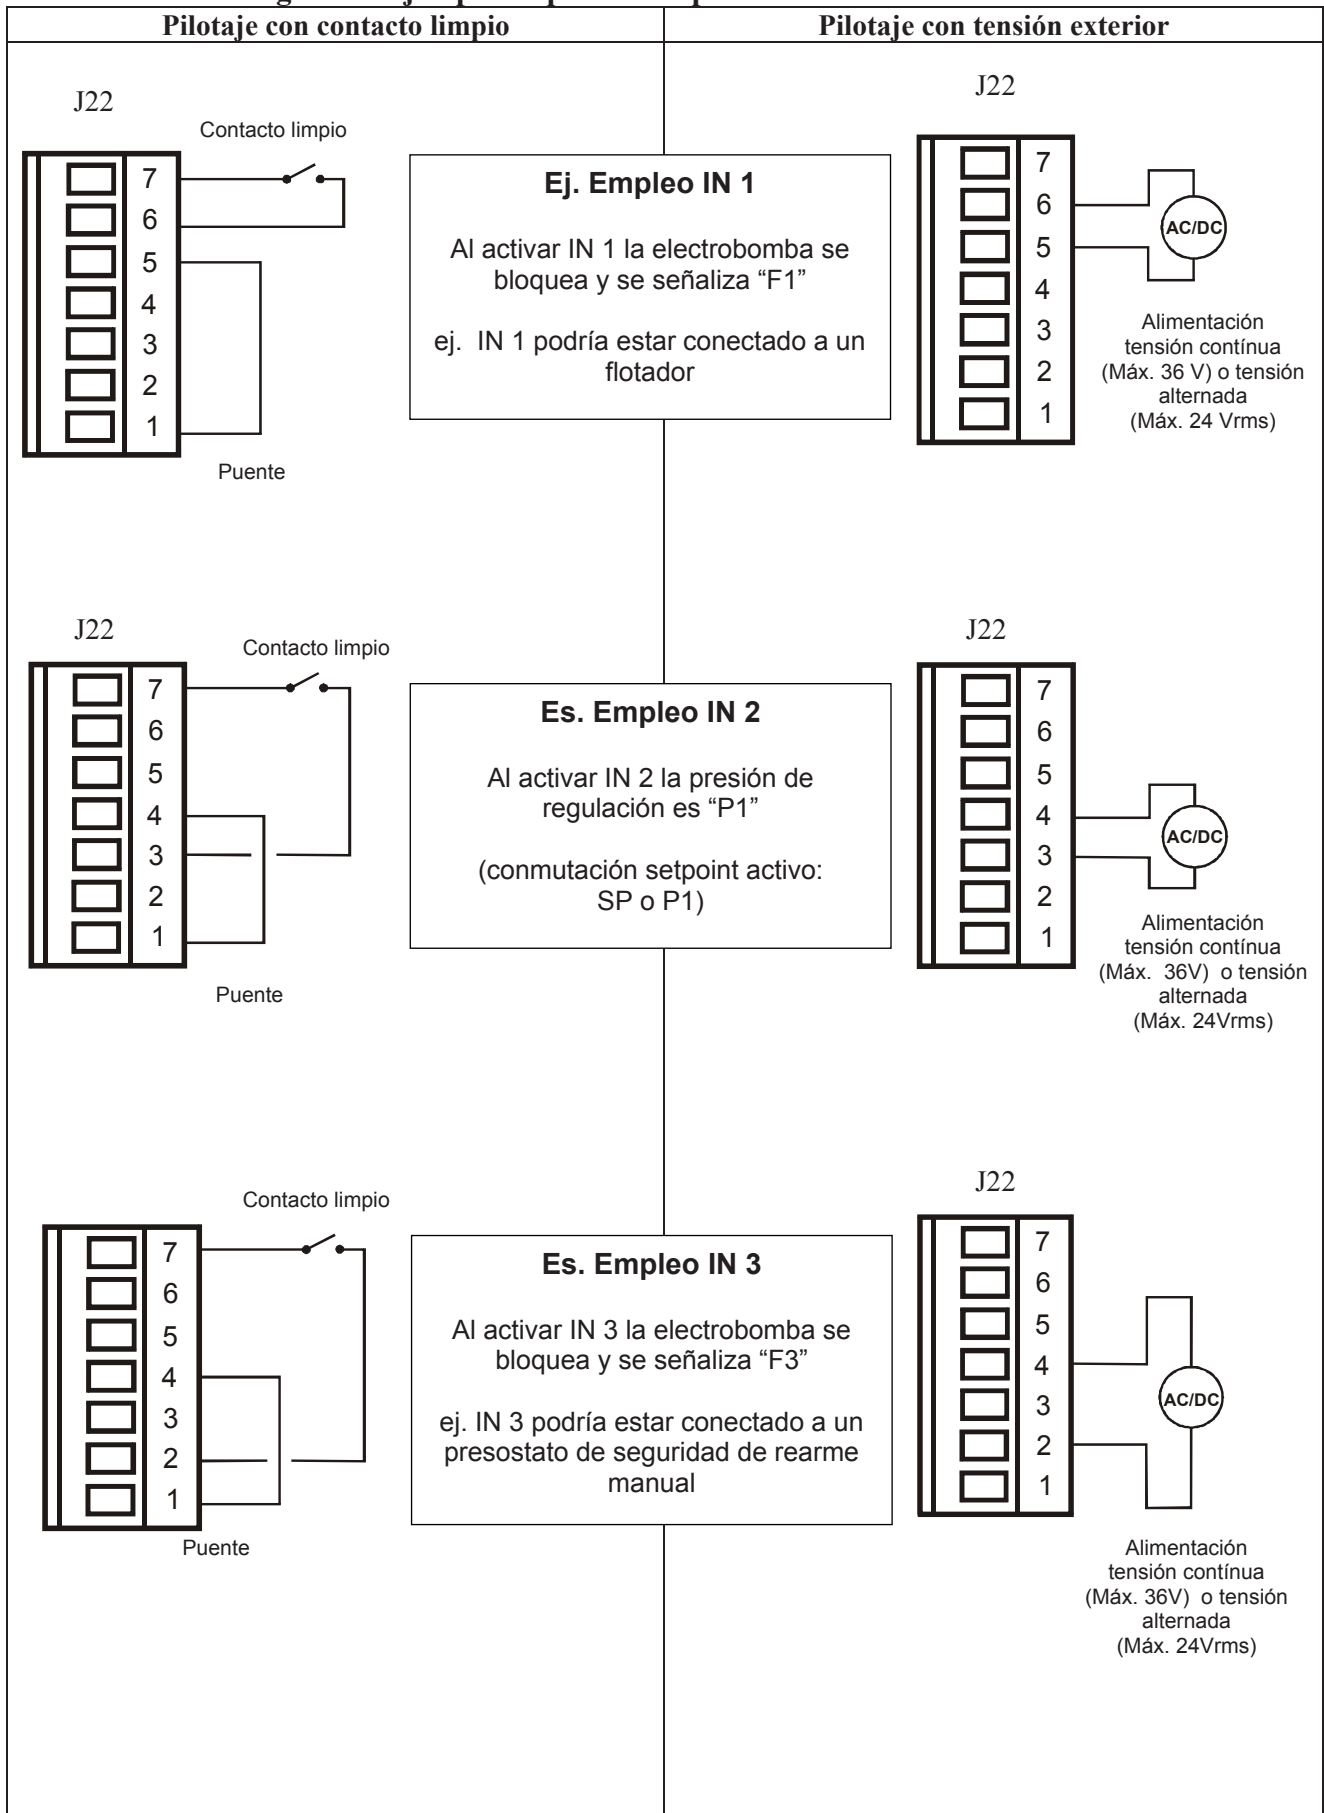 Pilotaje con contacto limpio
Pilotaje con tensión exterior
J22
Contacto limpio
7
6
5
4
3
2
1
Puente
Ej. Empleo IN 1
Al activar IN 1 la electrobomba se
bloquea y se señaliza “F1”
ej. IN 1 podría estar conectado a un
flotador
J22
7
6
5
4
3
2
1
AC/DC
Alimentación
tensión contínua
(Máx. 36 V) o tensión
alternada
(Máx. 24 Vrms)
J22
Contacto limpio
7
6
5
4
3
2
1
Puente
Es. Empleo IN 2
Al activar IN 2 la presión de
regulación es “P1”
(conmutación setpoint activo:
SP o P1)
J22
7
6
5
4
3
2
1
AC/DC
Alimentación
tensión contínua
(Máx. 36V) o tensión
alternada
(Máx. 24Vrms)
Contacto limpio
7
6
5
4
3
2
1
Puente
Es. Empleo IN 3
Al activar IN 3 la electrobomba se
bloquea y se señaliza “F3”
ej. IN 3 podría estar conectado a un
presostato de seguridad de rearme
manual
J22
7
6
5
4
3
2
1
AC/DC
Alimentación
tensión contínua
(Máx. 36V) o tensión
alternada
(Máx. 24Vrms)